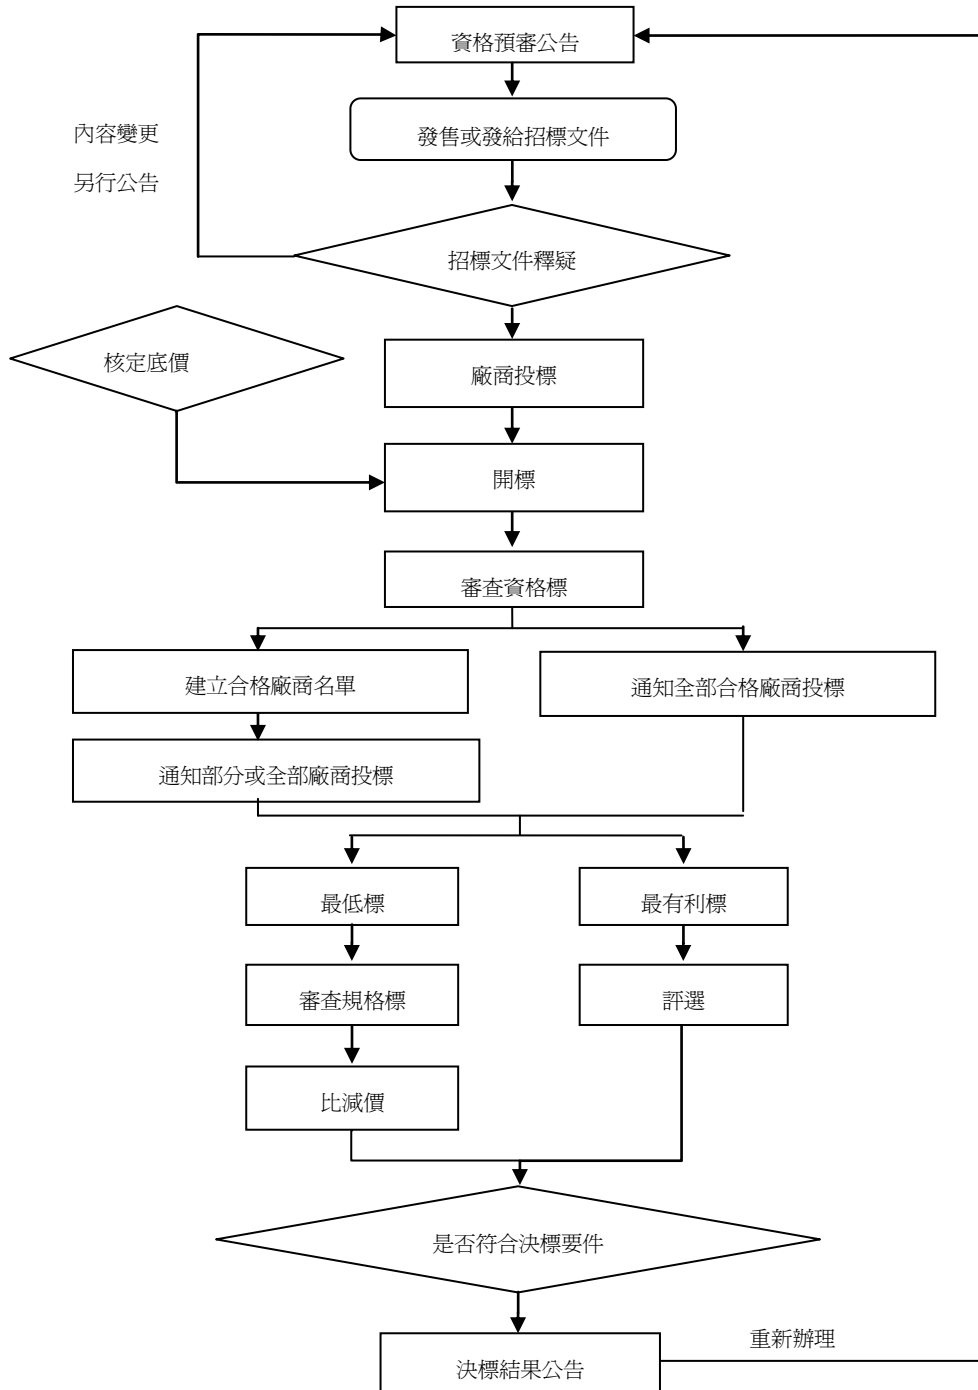 資格預審公告
發售或發給招標文件
內容變更
另行公告
招標文件釋疑
核定底價
廠商投標
開標
審查資格標
建立合格廠商名單
通知全部合格廠商投標
通知部分或全部廠商投標
最低標
最有利標
審查規格標
評選
比減價
是否符合決標要件
重新辦理
決標結果公告